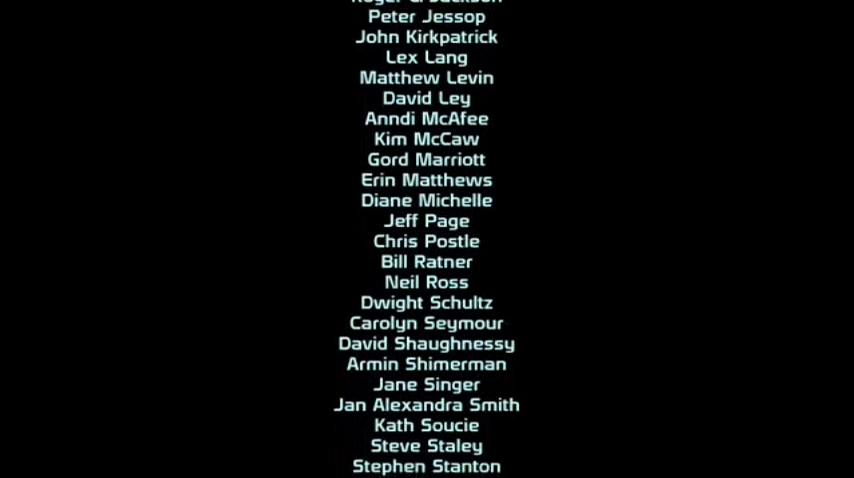 Peter Jessop
John Kirkpatrick
Lex Lang
Matthew Levin
David Ley
Anndi McAfee
Kim McCaw
Gord Marriott
Erin Matthews
Diane Michelle
Jeff Page
Chris Postle
Bill Ratner
Neil Ross
Dwight Schultz
Carolyn Seymour
David Shaughnessy
Armin Shimerman
Jane Singer
Jan Alexandra Smith
Kath Soucie
Steve Staley
Stephen Stanton